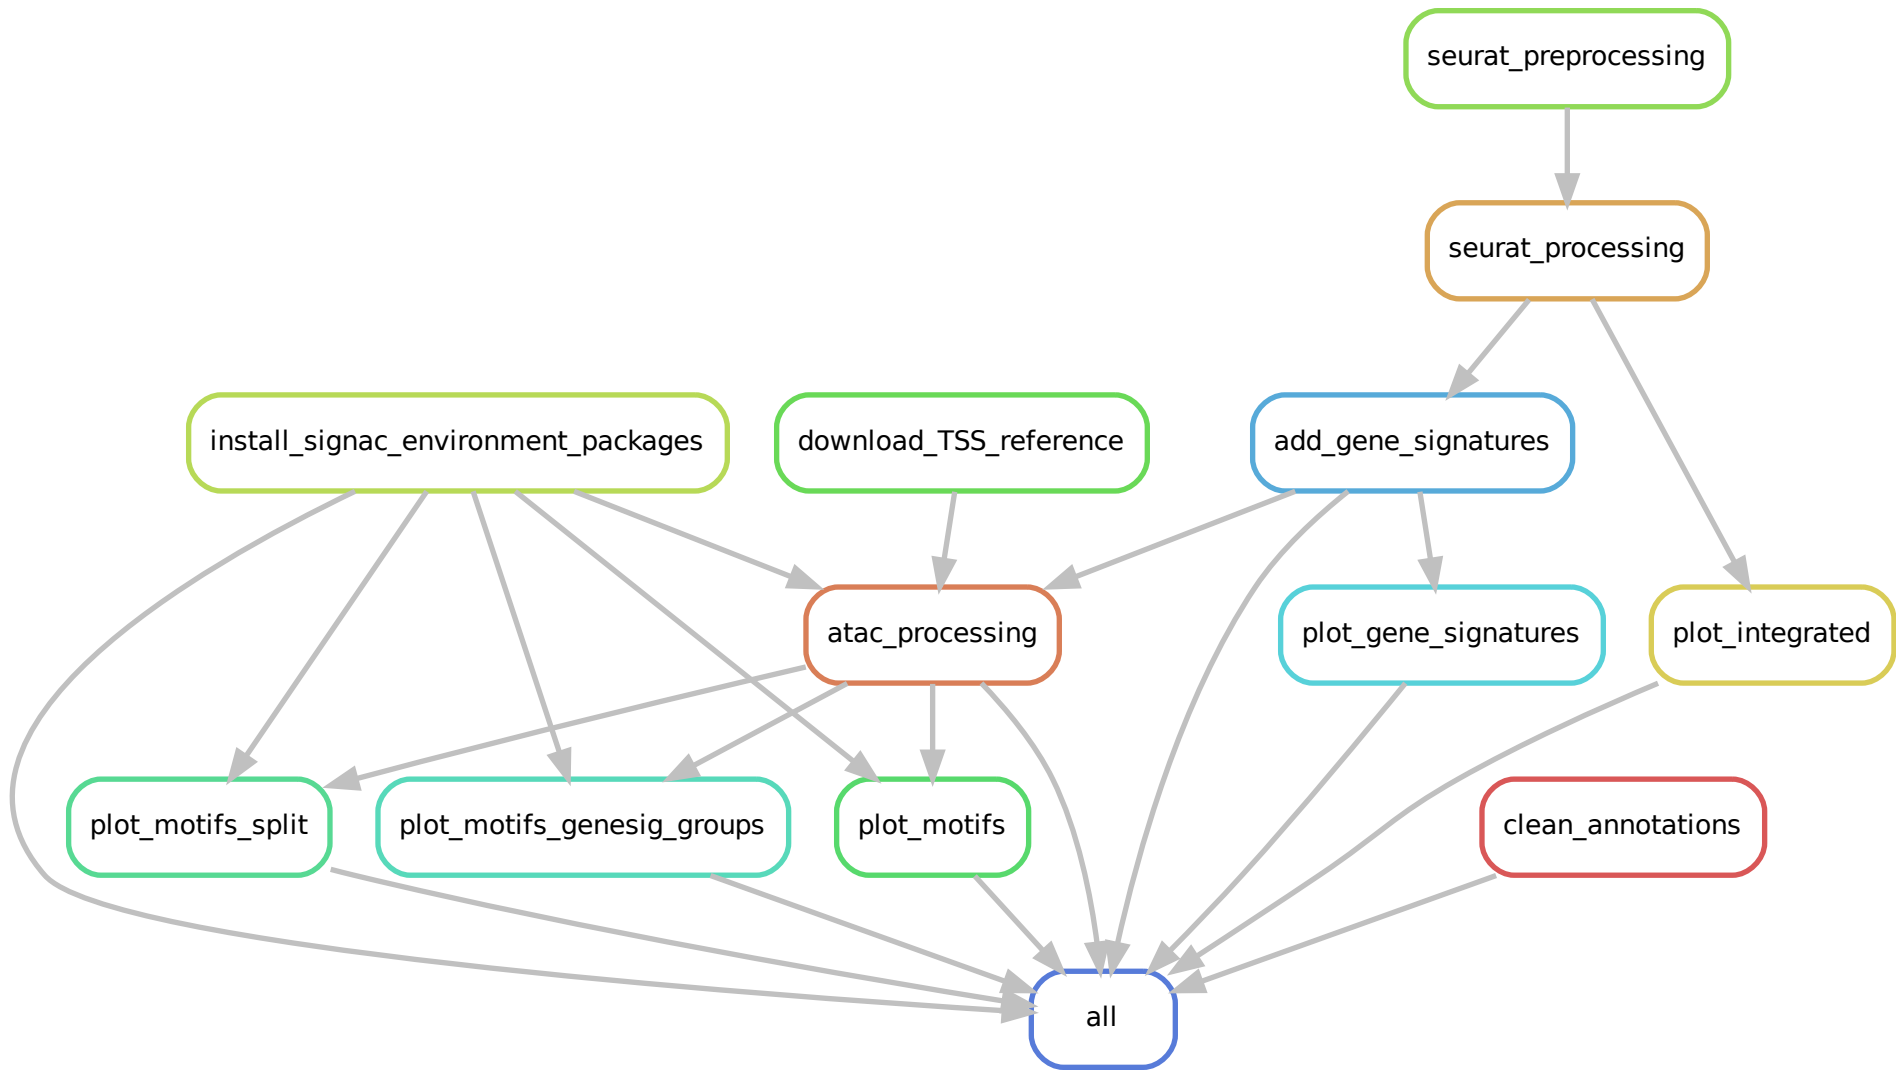 seurat_preprocessing
seurat_processing
install_signac_environment_packages
download_TSS_reference
add_gene_signatures
atac_processing
plot_gene_signatures
plot_integrated
plot_motifs_split
plot_motifs_genesig_groups
plot_motifs
clean_annotations
all